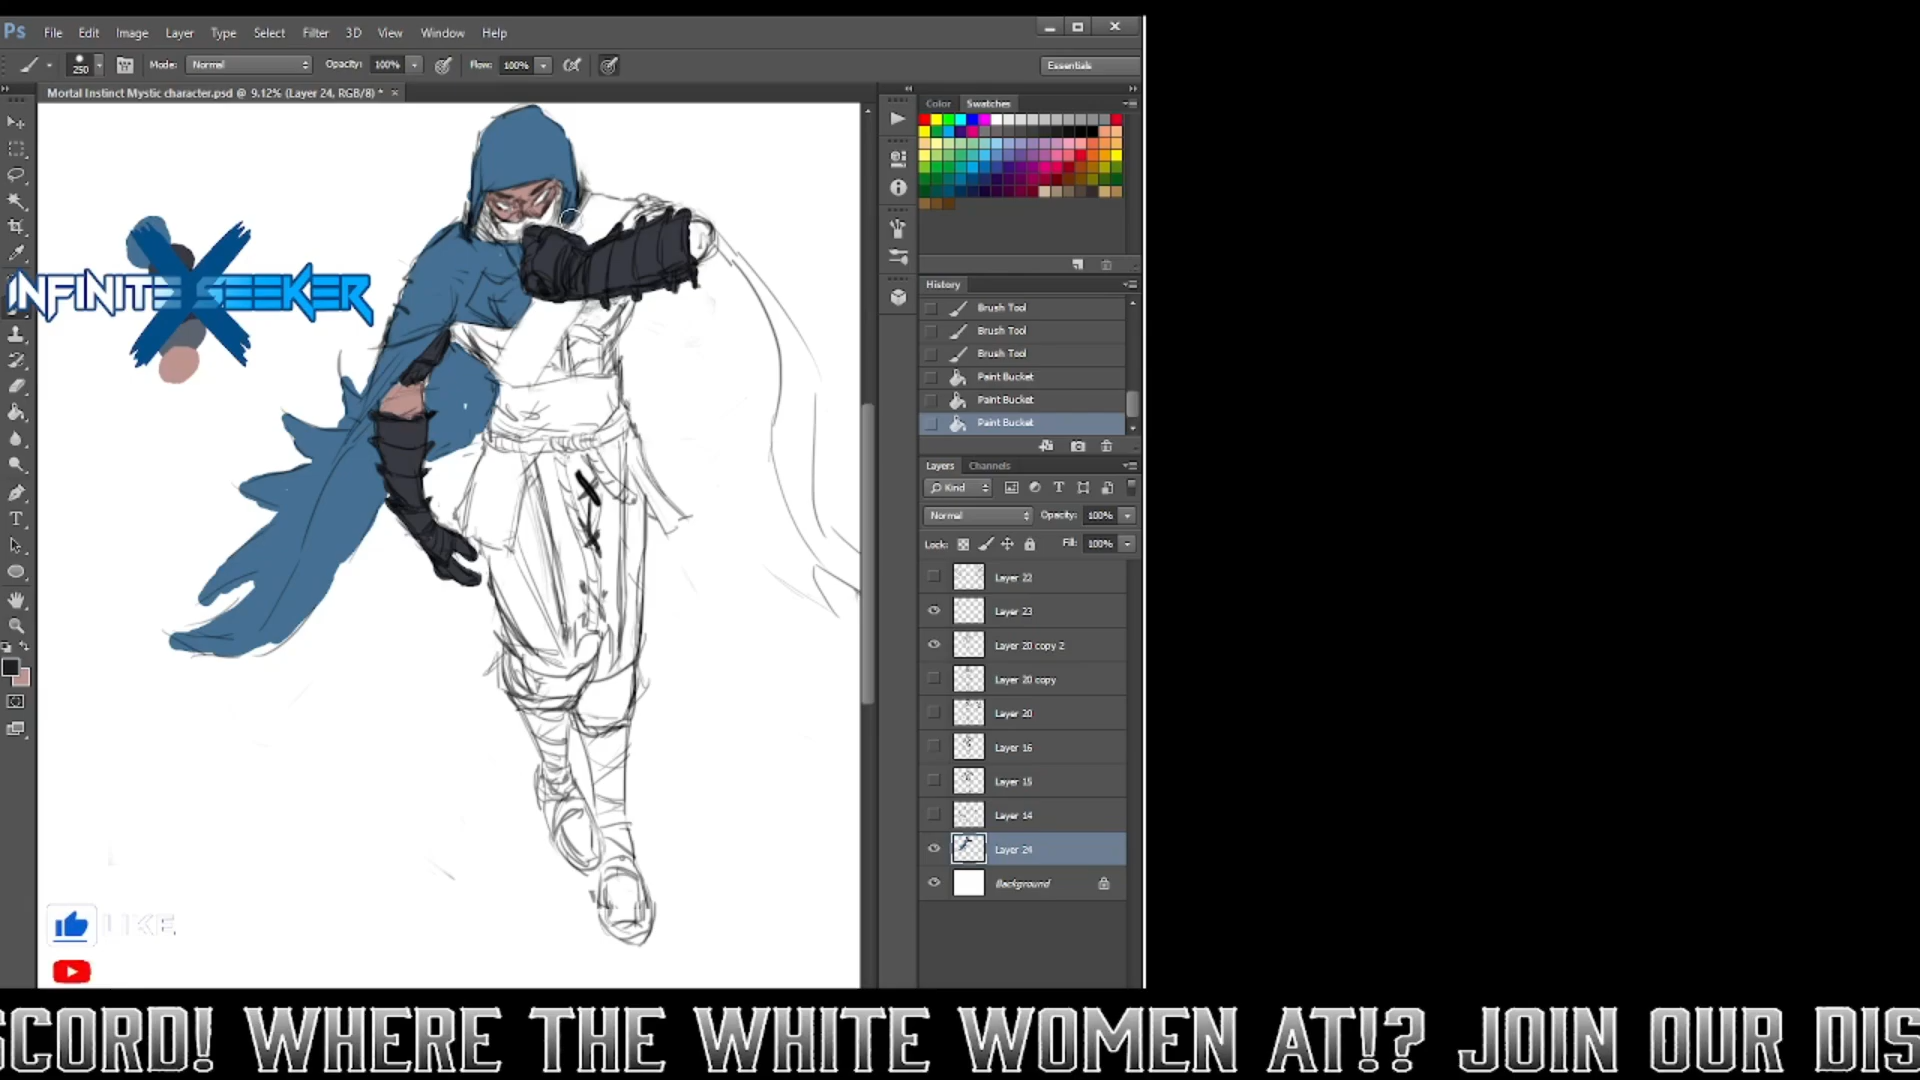 Ps File Edit Image Layer Type Select Filter 3D View Window Help
250 Mode: Normal Opacity: 100% Flow: 100% Essentials
Mortal Instinct Mystic character.psd @ 9.12% (Layer 24, RGB/8) * ×
Color Swatches
INFINITE SEEKER
X
History
Brush Tool
Brush Tool
Brush Tool
Paint Bucket
Paint Bucket
Paint Bucket
Layers Channels
Kind
Normal Opacity: 100%
Lock: Fill: 100%
Layer 22
Layer 23
Layer 20 copy 2
Layer 20 copy
Layer 20
Layer 16
Layer 15
Layer 14
Layer 24
Background
LIKE
SCORD! WHERE THE WHITE WOMEN AT!? JOIN OUR DIS